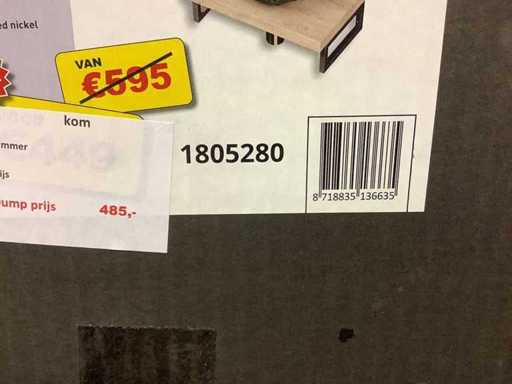 ed nickel
VAN
€595
kom
mmer
ijs
ump prijs 485,-
1805280
8 718835 136635